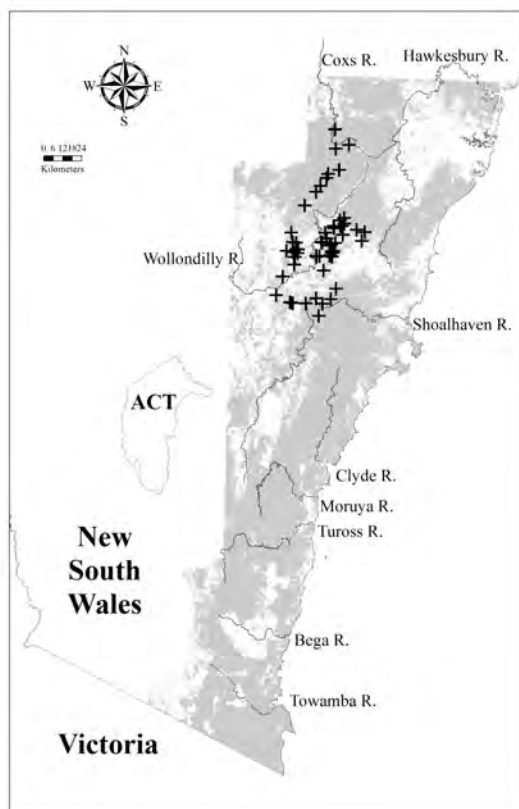 Coxs R.
Hawkesbury R.
N
W
E
S
0 6 121824
Kilometers
Wollondilly R.
Shoalhaven R.
ACT
Clyde R.
Moruya R.
Tuross R.
New
South
Wales
Bega R.
Towamba R.
Victoria